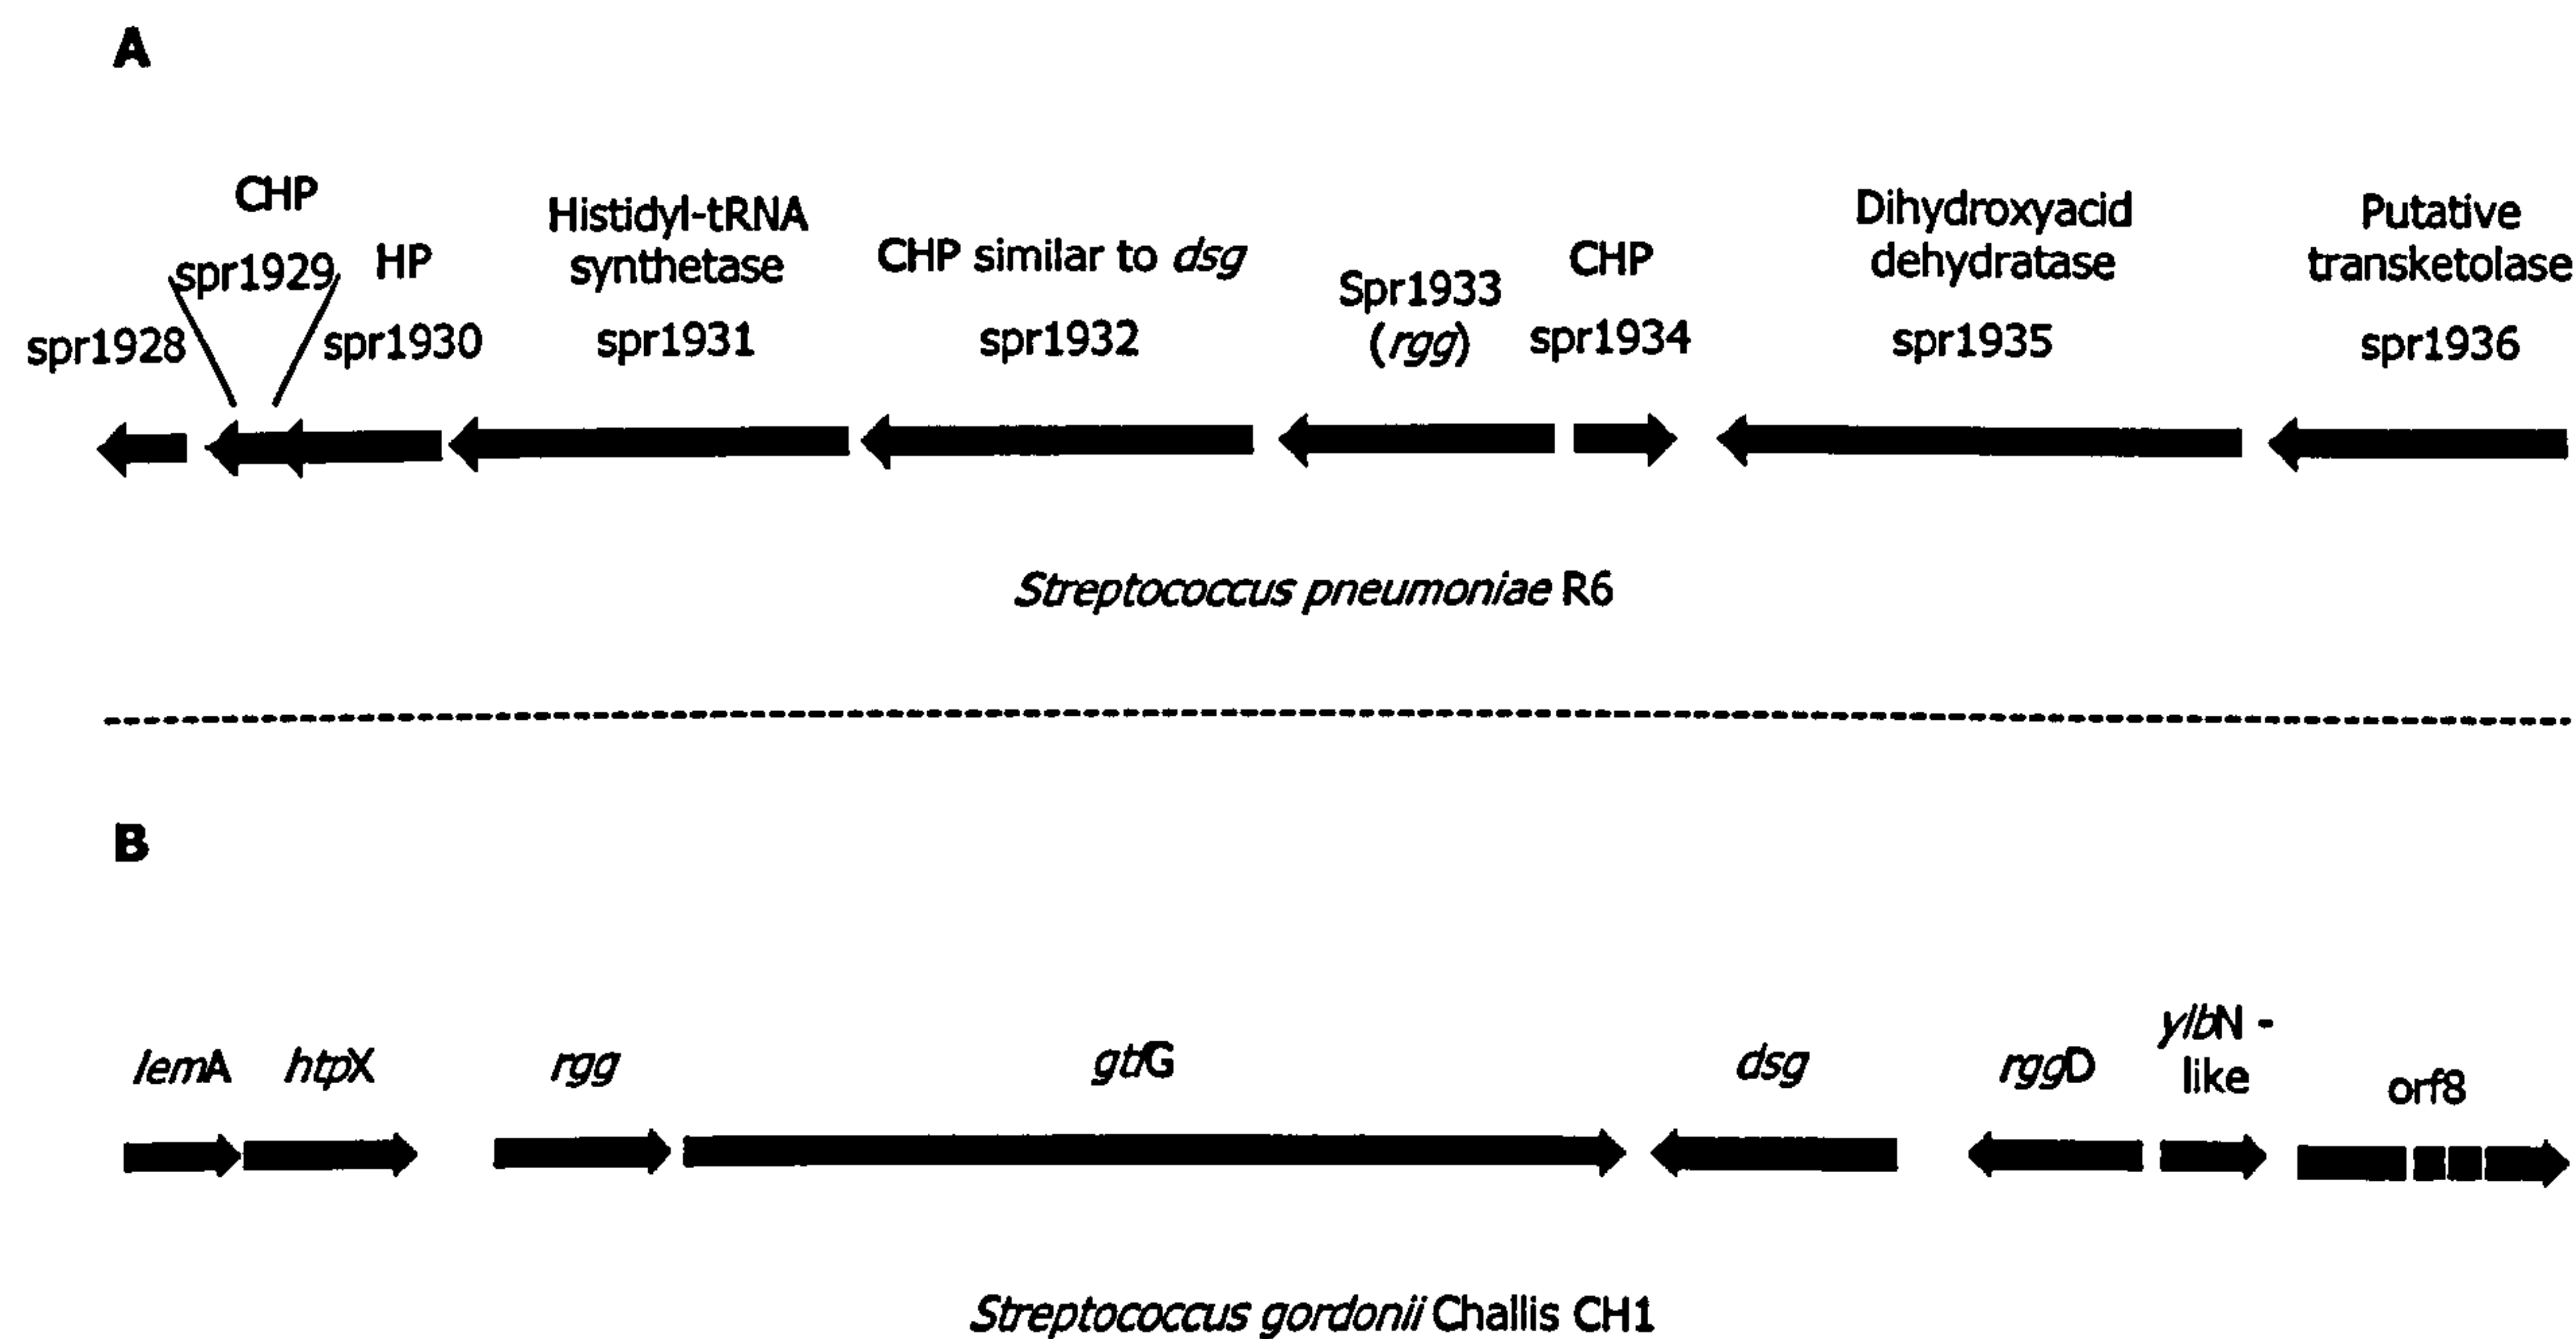 A
CHP
spr1929
HP
Histidyl-tRNA
synthetase
CHP similar to dsg
Spr1933
(rgg)
CHP
Dihydroxyacid
dehydratase
Putative
transketolase
spr1928
spr1930
spr1931
spr1932
spr1934
spr1935
spr1936
Streptococcus pneumoniae R6
B
lemA
htpX
rgg
gtfG
dsg
rggD
ylbN -
like
orf8
Streptococcus gordonii Challis CH1